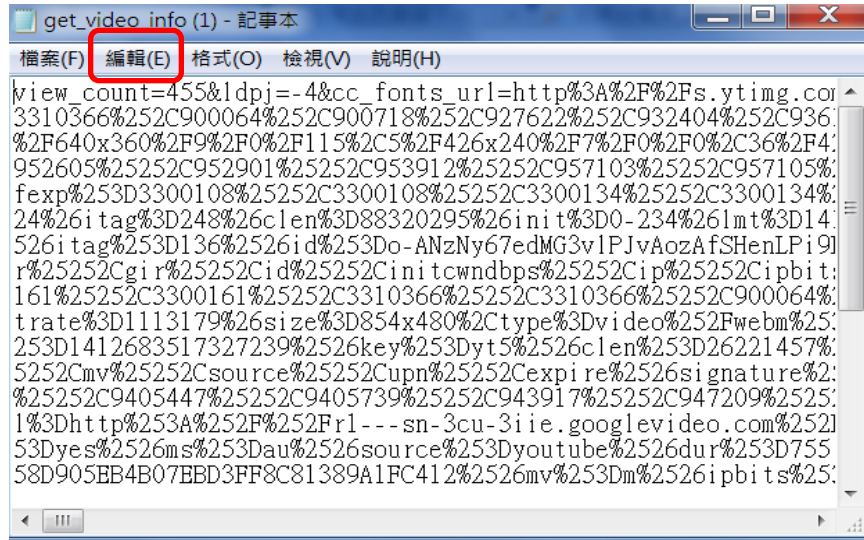 get_video_info (1) - 記事本
檔案(F) 編輯(E) 格式(O) 檢視(V) 說明(H)
view_count=455&ldpj=-4&cc_fonts_url=http%3A%2F%2Fs.ytimg.com
3310366%252C900064%252C900718%252C927622%252C932404%252C936
%2F640x360%2F9%2F0%2F115%2C5%2F426x240%2F7%2F0%2F0%2C36%2F4
952605%25252C952901%25252C953912%25252C957103%25252C957105%
fexp%253D3300108%25252C3300108%25252C3300134%25252C3300134%
24%26itag%3D248%26clen%3D88320295%26init%3D0-234%26lmt%3D14
526itag%253D136%2526id%253Do-ANzNy67edMG3vlPJvAozAfSHenLPi9
r%25252Cgir%25252Cid%25252Cinitcwndbps%25252Cip%25252Cipbit
161%25252C3300161%25252C3310366%25252C3310366%25252C900064%
trate%3D1113179%26size%3D854x480%2Ctype%3Dvideo%252Fwebm%25
253D1412683517327239%2526key%253Dyt5%2526clen%253D26221457%
5252Cmv%25252Csource%25252Cupn%25252Cexpire%2526signature%2
%25252C9405447%25252C9405739%25252C943917%25252C947209%2525
l%3Dhttp%253A%252F%252Fr1---sn-3cu-3iie.googlevideo.com%252
53Dyes%2526ms%253Dau%2526source%253Dyoutube%2526dur%253D755
58D905EB4B07EBD3FF8C81389A1FC412%2526mv%253Dm%2526ipbits%25